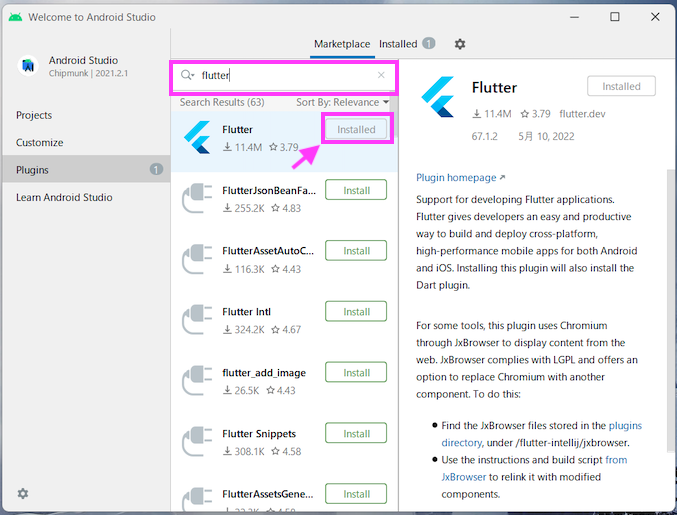 Welcome to Android Studio
Android Studio
Chipmunk | 2021.2.1
Projects
Customize
Plugins 1
Learn Android Studio
Marketplace Installed 1
flutter
Search Results (63) Sort By: Relevance
Flutter
11.4M 3.79
Installed
FlutterJsonBeanFa...
255.2K 4.83
Install
FlutterAssetAutoC...
116.3K 4.43
Install
Flutter Intl
324.2K 4.67
Install
flutter_add_image
26.5K 4.43
Install
Flutter Snippets
308.1K 4.58
Install
FlutterAssetsGene...
233.2K 4.58
Install
Flutter
Installed
11.4M 3.79 flutter.dev
67.1.2 5月 10, 2022
Plugin homepage
Support for developing Flutter applications.
Flutter gives developers an easy and productive
way to build and deploy cross-platform,
high-performance mobile apps for both Android
and iOS. Installing this plugin will also install the
Dart plugin.
For some tools, this plugin uses Chromium
through JxBrowser to display content from the
web. JxBrowser complies with LGPL and offers an
option to replace Chromium with another
component. To do this:
Find the JxBrowser files stored in the plugins
directory, under /flutter-intellij/jxbrowser.
Use the instructions and build script from
JxBrowser to relink it with modified
components.